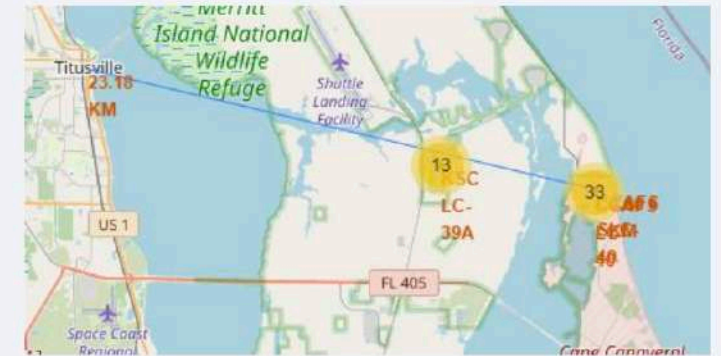 Merritt
Island National
Wildlife
Refuge
Florida
Titusville
23.18
KM
Shuttle
Landing
Facility
13
KSC
LC-
39A
33
40
US 1
FL 405
Space Coast
Regional
Cape Canaveral